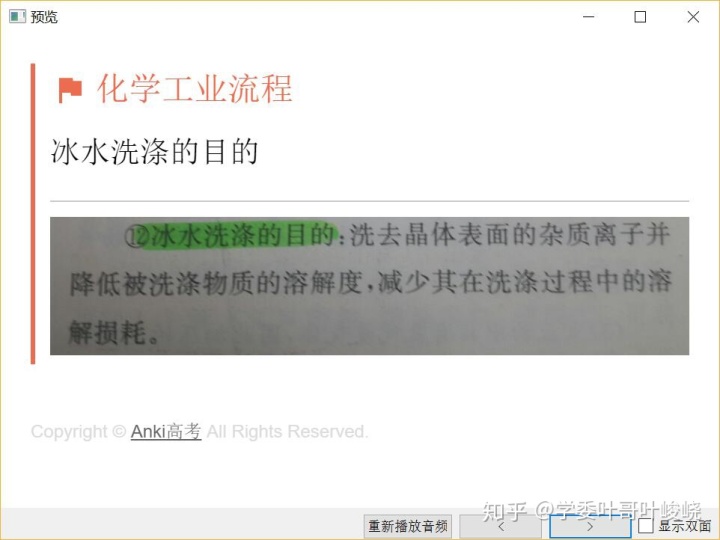 预览
化学工业流程
冰水洗涤的目的
⑫冰水洗涤的目的:洗去晶体表面的杂质离子并
降低被洗涤物质的溶解度,减少其在洗涤过程中的溶
解损耗。
Copyright © Anki高考 All Rights Reserved.
知乎 @学委叶哥叶峻峣
重新播放音频 < > 显示双面